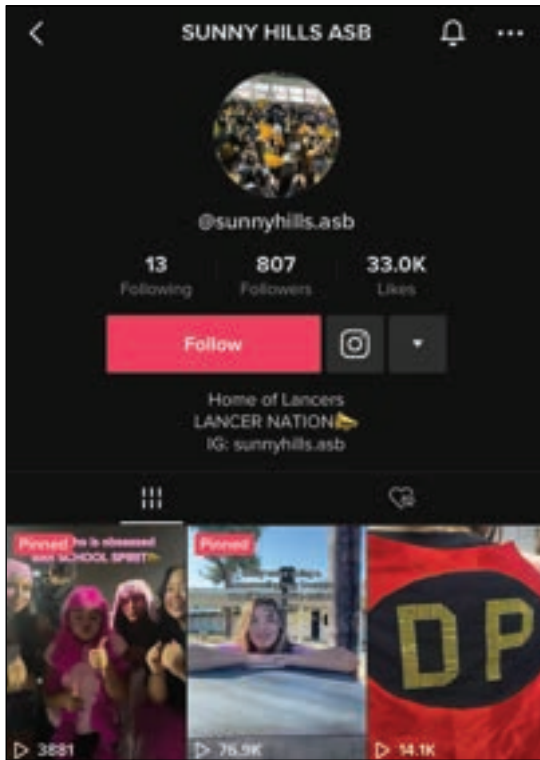 SUNNY HILLS ASB
@sunnyhills.asb
13 807 33.0K
Following Followers Likes
Follow
Home of Lancers
LANCER NATION
IG: sunnyhills.asb
Pinned ho is obsessed
SCHOOL SPIRIT
Pinned
DP
3881 76.9K 14.1K